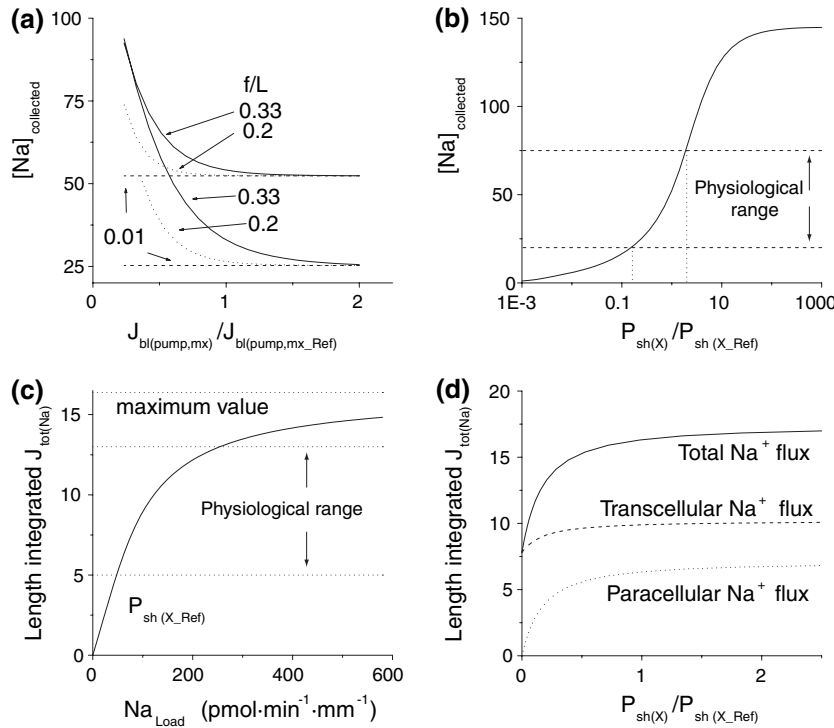 (a)
100
75
50
25
[Na]collected
f/L
0.33
0.2
0.33
0.2
0.01
0 1 2
Jbl(pump,mx)/Jbl(pump,mx_Ref)
(b)
150
100
50
0
[Na]collected
Physiological
range
1E-3 0.1 10 1000
Psh(X)/Psh (X_Ref)
(c)
15
10
5
0
Length integrated Jtot(Na)
maximum value
Physiological range
Psh (X_Ref)
0 200 400 600
NaLoad (pmol·min-1·mm-1)
(d)
20
15
10
5
0
Length integrated Jtot(Na)
Total Na+ flux
Transcellular Na+ flux
Paracellular Na+ flux
0 1 2
Psh(X)/Psh (X_Ref)